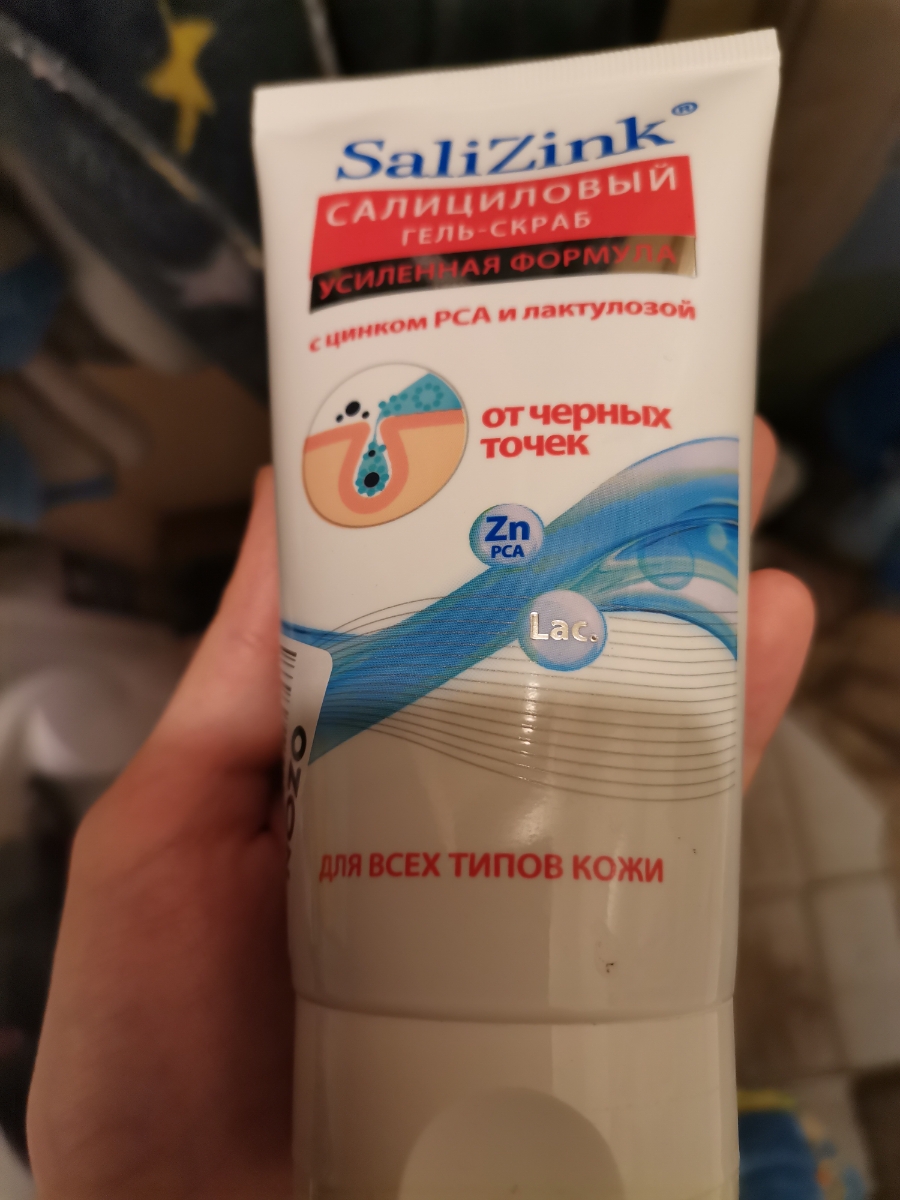 SaliZink®
САЛИЦИЛОВЫЙ
ГЕЛЬ-СКРАБ
УСИЛЕННАЯ ФОРМУЛА
с цинком PCA и лактулозой
от черных
точек
Zn
PCA
Lac.
ДЛЯ ВСЕХ ТИПОВ КОЖИ